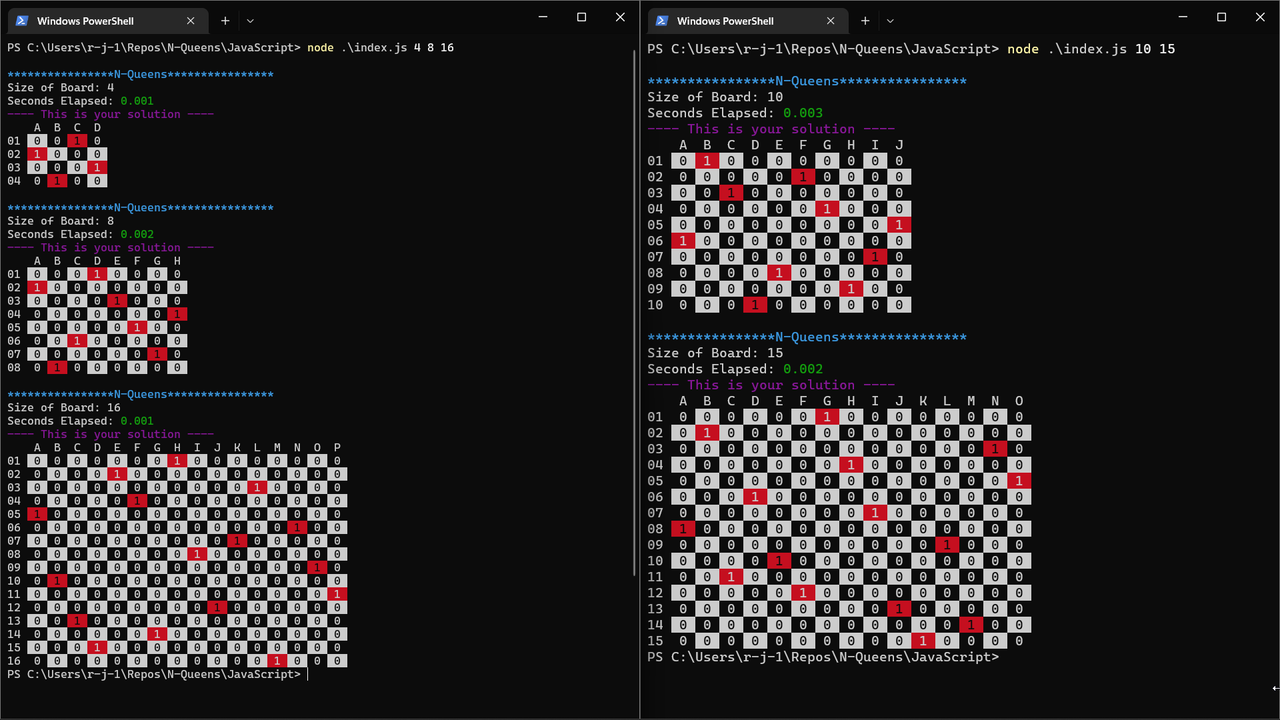 Windows PowerShell
PS C:\Users\r-j-1\Repos\N-Queens\JavaScript> node .\index.js 4 8 16
****************N-Queens****************
Size of Board: 4
Seconds Elapsed: 0.001
---- This is your solution ----
A B C D
01 0 0 1 0
02 1 0 0 0
03 0 0 0 1
04 0 1 0 0
****************N-Queens****************
Size of Board: 8
Seconds Elapsed: 0.002
---- This is your solution ----
A B C D E F G H
01 0 0 0 1 0 0 0 0
02 1 0 0 0 0 0 0 0
03 0 0 0 0 1 0 0 0
04 0 0 0 0 0 0 0 1
05 0 0 0 0 0 1 0 0
06 0 0 1 0 0 0 0 0
07 0 0 0 0 0 0 1 0
08 0 1 0 0 0 0 0 0
****************N-Queens****************
Size of Board: 16
Seconds Elapsed: 0.001
---- This is your solution ----
A B C D E F G H I J K L M N O P
01 0 0 0 0 0 0 0 1 0 0 0 0 0 0 0 0
02 0 0 0 0 1 0 0 0 0 0 0 0 0 0 0 0
03 0 0 0 0 0 0 0 0 0 0 0 1 0 0 0 0
04 0 0 0 0 0 1 0 0 0 0 0 0 0 0 0 0
05 1 0 0 0 0 0 0 0 0 0 0 0 0 0 0 0
06 0 0 0 0 0 0 0 0 0 0 0 0 0 1 0 0
07 0 0 0 0 0 0 0 0 0 0 1 0 0 0 0 0
08 0 0 0 0 0 0 0 0 1 0 0 0 0 0 0 0
09 0 0 0 0 0 0 0 0 0 0 0 0 0 0 1 0
10 0 1 0 0 0 0 0 0 0 0 0 0 0 0 0 0
11 0 0 0 0 0 0 0 0 0 0 0 0 0 0 0 1
12 0 0 0 0 0 0 0 0 0 1 0 0 0 0 0 0
13 0 0 1 0 0 0 0 0 0 0 0 0 0 0 0 0
14 0 0 0 0 0 0 1 0 0 0 0 0 0 0 0 0
15 0 0 0 1 0 0 0 0 0 0 0 0 0 0 0 0
16 0 0 0 0 0 0 0 0 0 0 0 0 1 0 0 0
PS C:\Users\r-j-1\Repos\N-Queens\JavaScript>
Windows PowerShell
PS C:\Users\r-j-1\Repos\N-Queens\JavaScript> node .\index.js 10 15
****************N-Queens****************
Size of Board: 10
Seconds Elapsed: 0.003
---- This is your solution ----
A B C D E F G H I J
01 0 1 0 0 0 0 0 0 0 0
02 0 0 0 0 0 1 0 0 0 0
03 0 0 1 0 0 0 0 0 0 0
04 0 0 0 0 0 0 1 0 0 0
05 0 0 0 0 0 0 0 0 0 1
06 1 0 0 0 0 0 0 0 0 0
07 0 0 0 0 0 0 0 0 1 0
08 0 0 0 0 1 0 0 0 0 0
09 0 0 0 0 0 0 0 1 0 0
10 0 0 0 1 0 0 0 0 0 0
****************N-Queens****************
Size of Board: 15
Seconds Elapsed: 0.002
---- This is your solution ----
A B C D E F G H I J K L M N O
01 0 0 0 0 0 0 1 0 0 0 0 0 0 0 0
02 0 1 0 0 0 0 0 0 0 0 0 0 0 0 0
03 0 0 0 0 0 0 0 0 0 0 0 0 0 1 0
04 0 0 0 0 0 0 0 1 0 0 0 0 0 0 0
05 0 0 0 0 0 0 0 0 0 0 0 0 0 0 1
06 0 0 0 1 0 0 0 0 0 0 0 0 0 0 0
07 0 0 0 0 0 0 0 0 1 0 0 0 0 0 0
08 1 0 0 0 0 0 0 0 0 0 0 0 0 0 0
09 0 0 0 0 0 0 0 0 0 0 0 1 0 0 0
10 0 0 0 0 1 0 0 0 0 0 0 0 0 0 0
11 0 0 1 0 0 0 0 0 0 0 0 0 0 0 0
12 0 0 0 0 0 1 0 0 0 0 0 0 0 0 0
13 0 0 0 0 0 0 0 0 0 1 0 0 0 0 0
14 0 0 0 0 0 0 0 0 0 0 0 0 1 0 0
15 0 0 0 0 0 0 0 0 0 0 1 0 0 0 0
PS C:\Users\r-j-1\Repos\N-Queens\JavaScript>